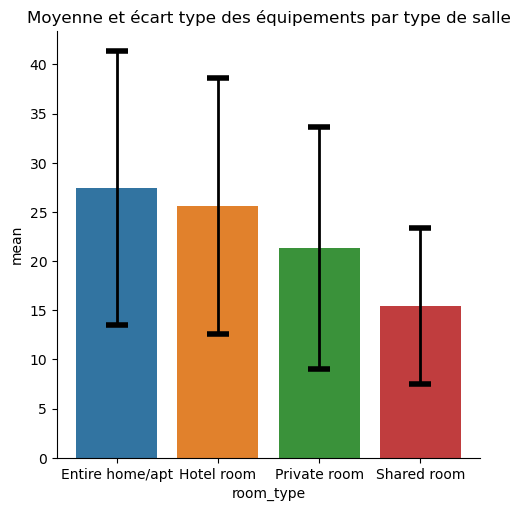 Moyenne et écart type des équipements par type de salle
40
35
30
25
20
15
10
5
0
mean
Entire home/apt Hotel room Private room Shared room
room_type